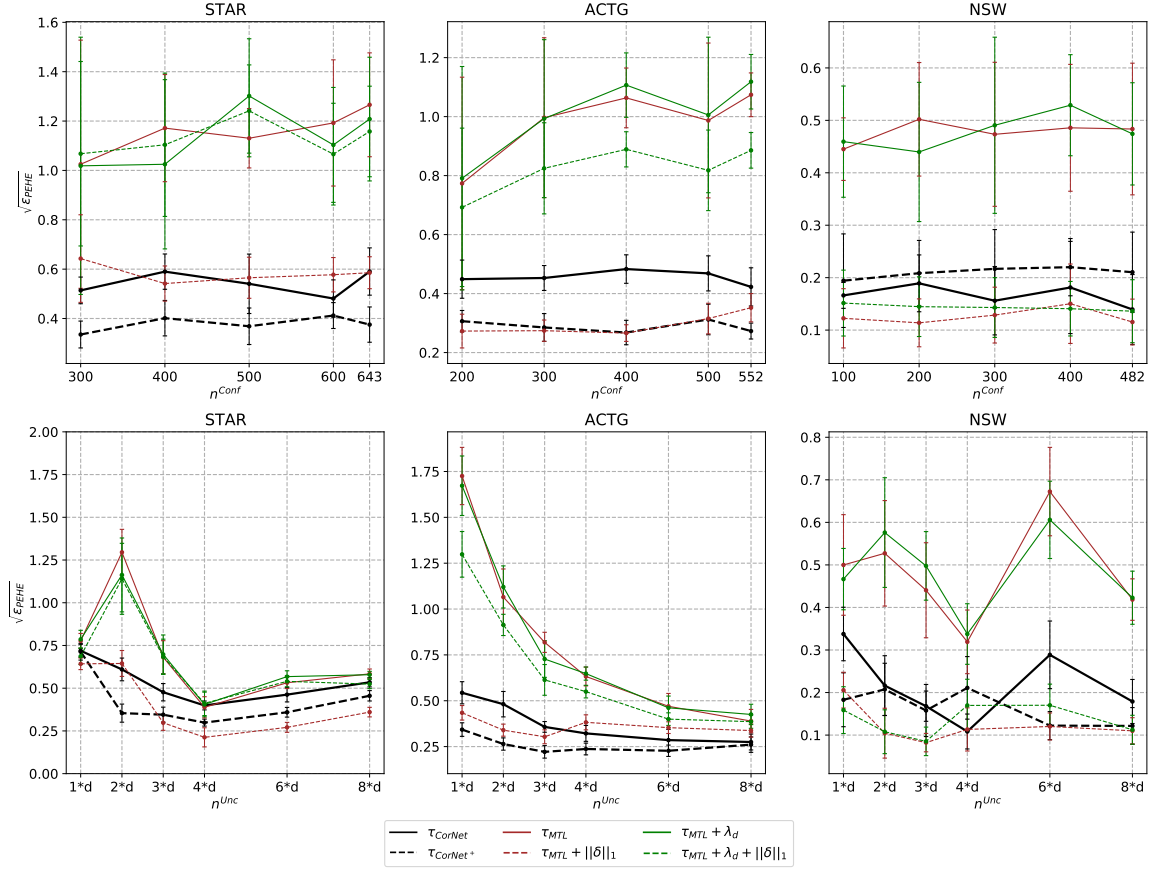 STAR
ACTG
NSW
√ε_PEHE
1.6
1.4
1.2
1.0
0.8
0.6
0.4
300 400 500 600 643
n^Conf
1.2
1.0
0.8
0.6
0.4
0.2
200 300 400 500 552
n^Conf
0.6
0.5
0.4
0.3
0.2
0.1
100 200 300 400 482
n^Conf
STAR
ACTG
NSW
√ε_PEHE
2.00
1.75
1.50
1.25
1.00
0.75
0.50
0.25
0.00
1*d 2*d 3*d 4*d 6*d 8*d
n^Unc
1.75
1.50
1.25
1.00
0.75
0.50
0.25
1*d 2*d 3*d 4*d 6*d 8*d
n^Unc
0.8
0.7
0.6
0.5
0.4
0.3
0.2
0.1
1*d 2*d 3*d 4*d 6*d 8*d
n^Unc
τ_CorNet
τ_CorNet+
τ_MTL
τ_MTL + ||δ||_1
τ_MTL + λ_d
τ_MTL + λ_d + ||δ||_1